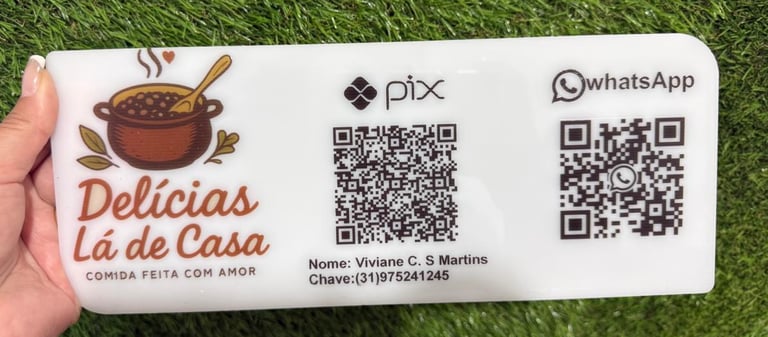 Delícias
Lá de Casa
COMIDA FEITA COM AMOR
pix
Nome: Viviane C. S Martins
Chave:(31)975241245
whatsApp